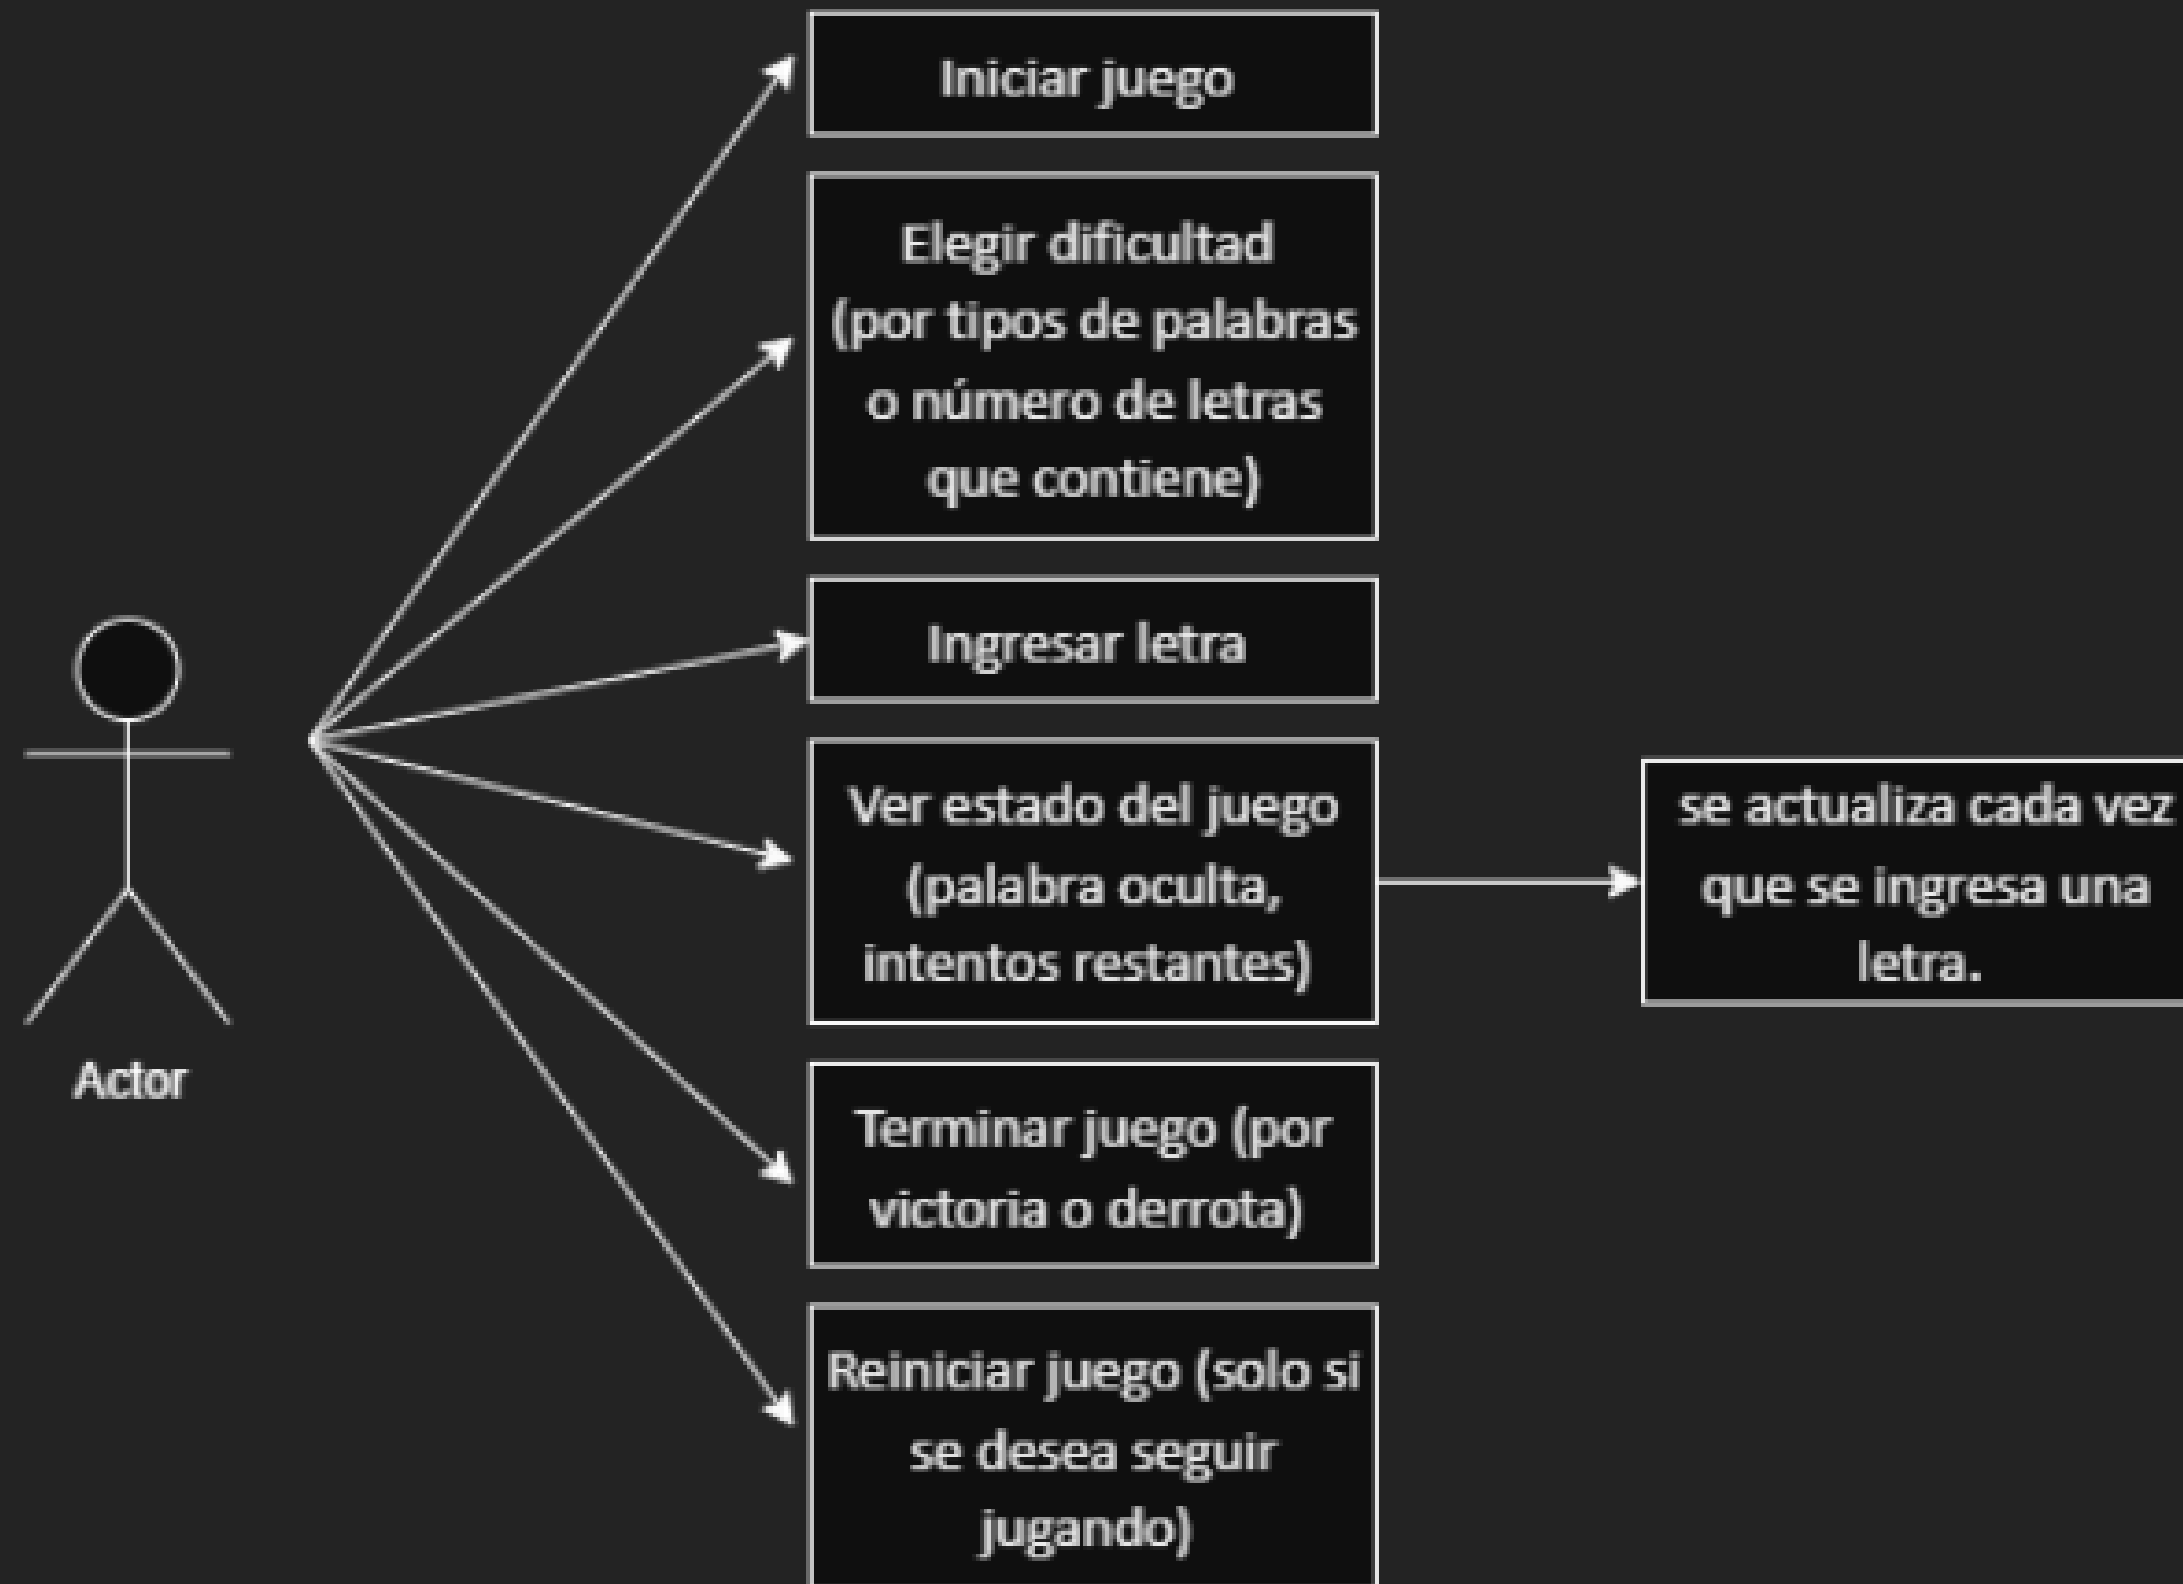 Iniciar juego
Elegir dificultad
(por tipos de palabras
o número de letras
que contiene)
Ingresar letra
Ver estado del juego
(palabra oculta,
intentos restantes)
se actualiza cada vez
que se ingresa una
letra.
Actor
Terminar juego (por
victoria o derrota)
Reiniciar juego (solo si
se desea seguir
jugando)